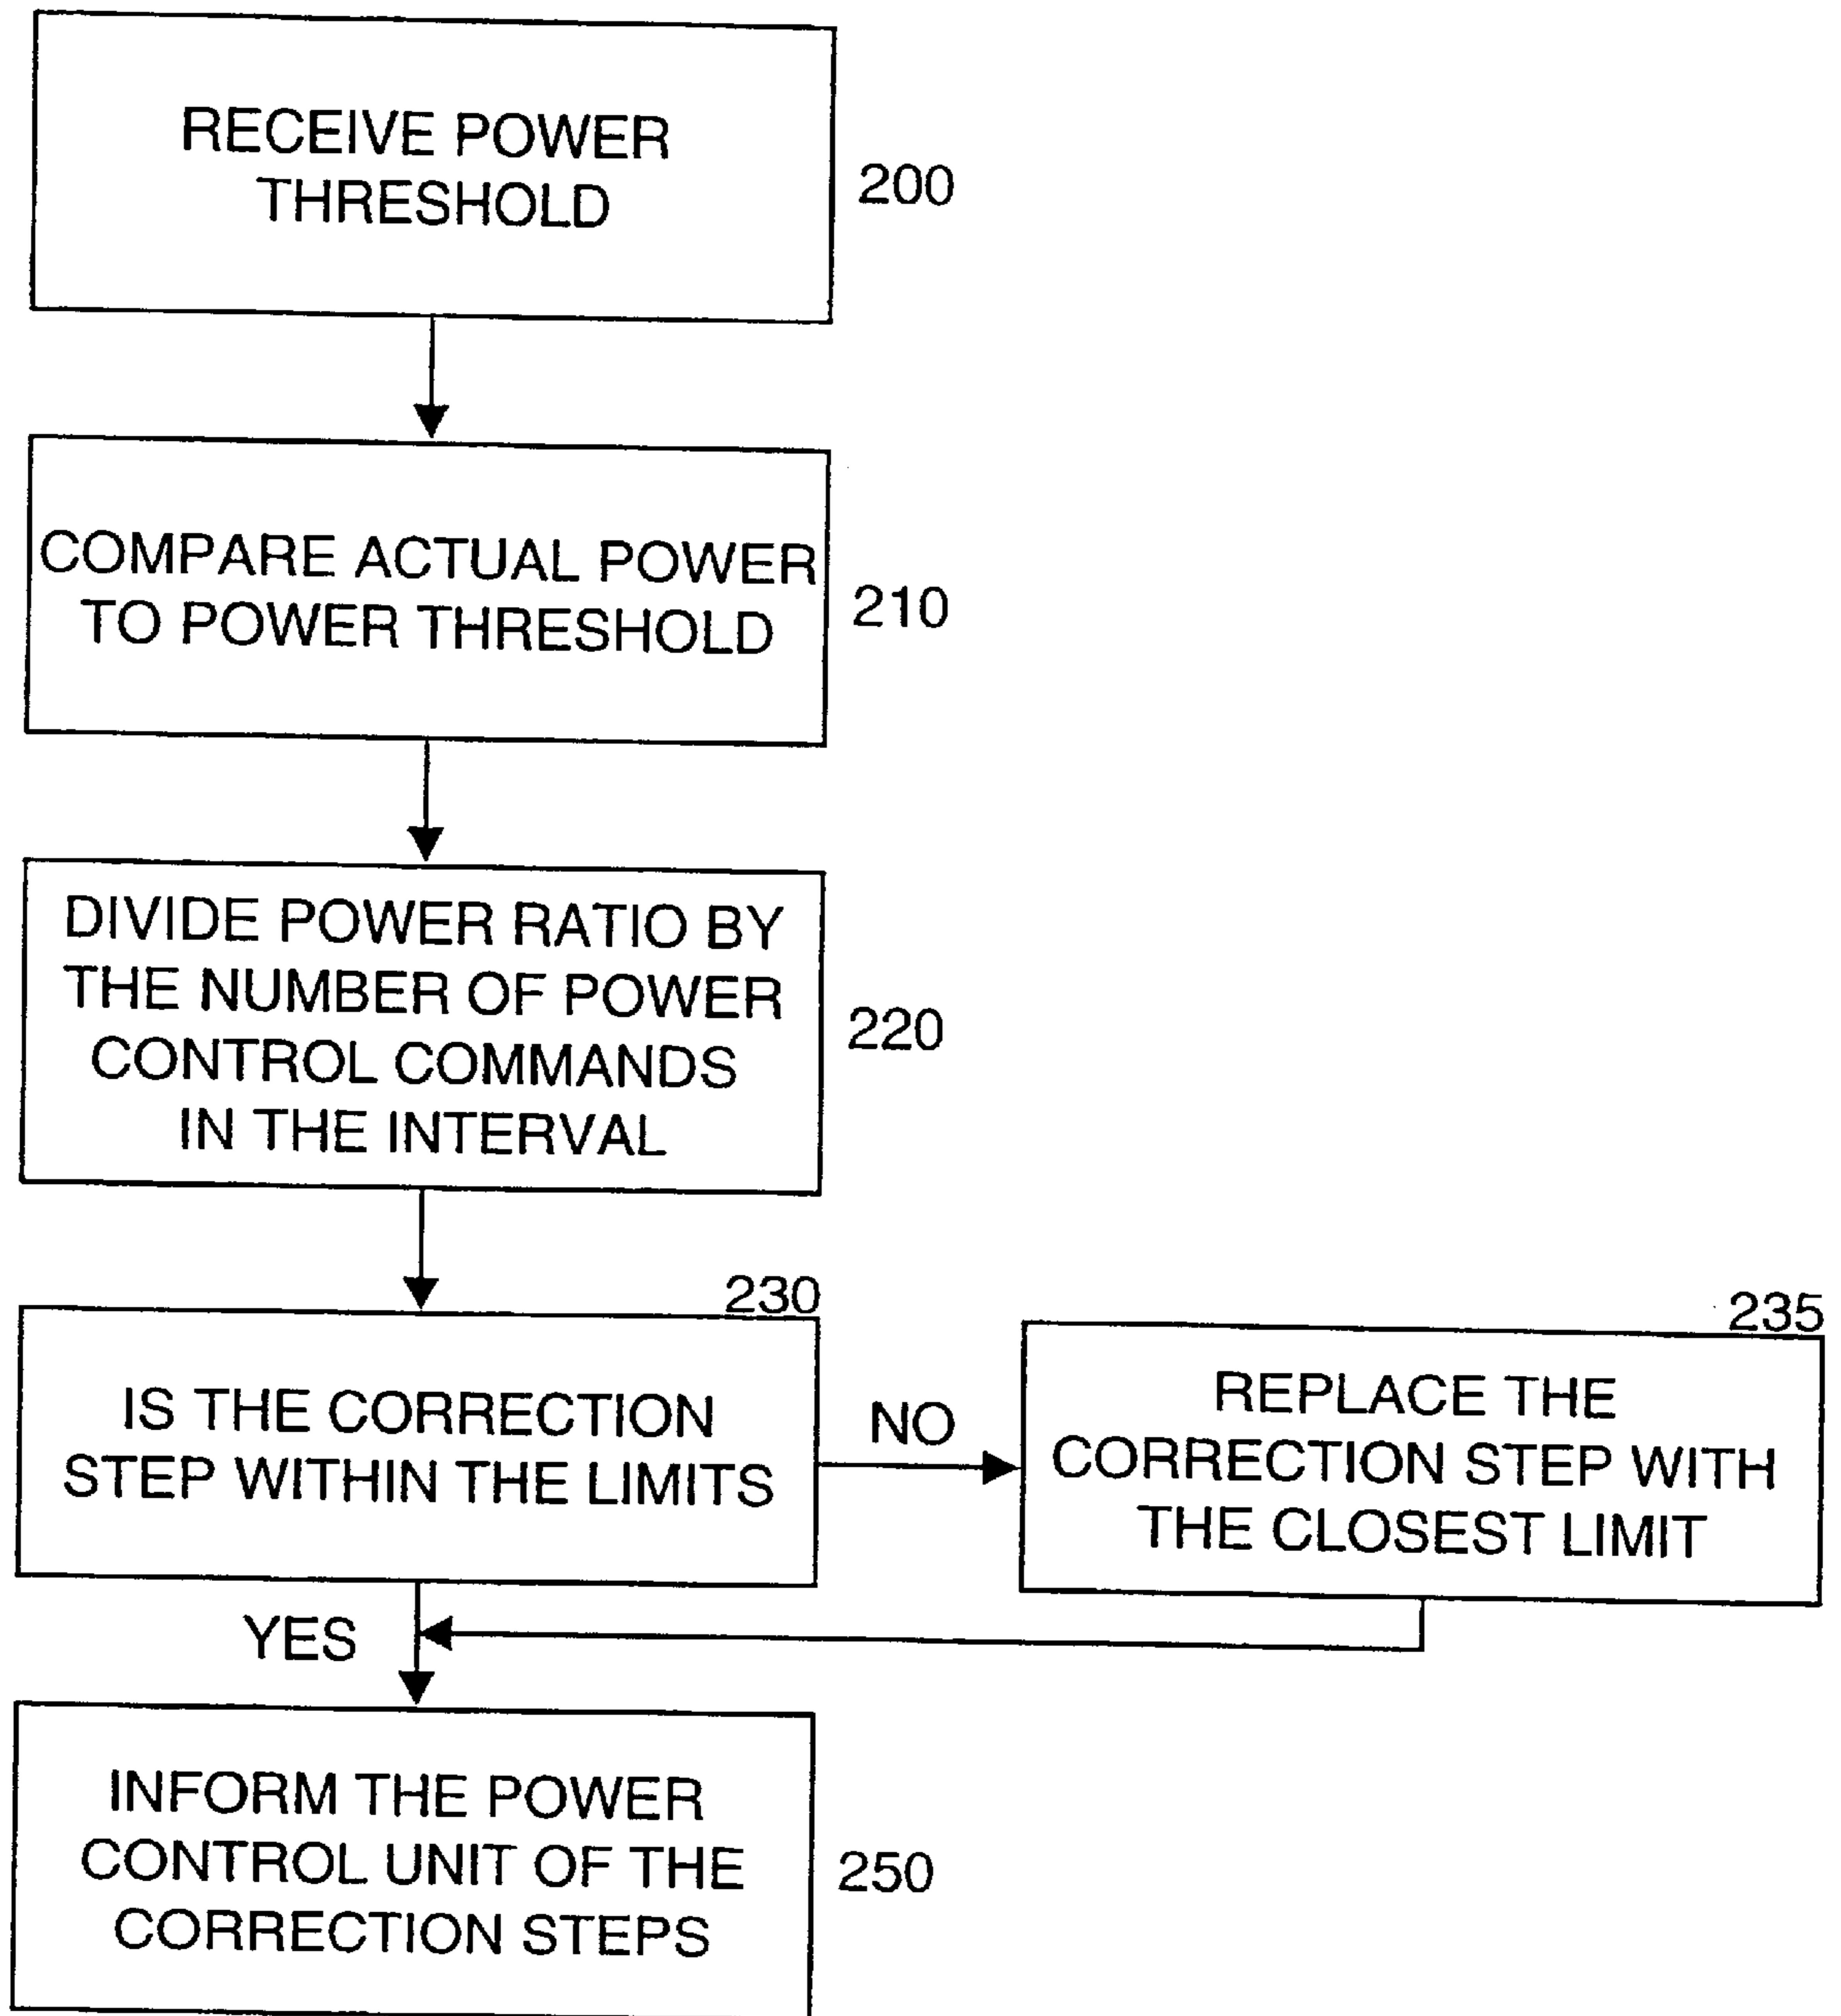 RECEIVE POWER
THRESHOLD
200
COMPARE ACTUAL POWER
TO POWER THRESHOLD
210
DIVIDE POWER RATIO BY
THE NUMBER OF POWER
CONTROL COMMANDS
IN THE INTERVAL
220
230
IS THE CORRECTION
STEP WITHIN THE LIMITS
NO
235
REPLACE THE
CORRECTION STEP WITH
THE CLOSEST LIMIT
YES
INFORM THE POWER
CONTROL UNIT OF THE
CORRECTION STEPS
250